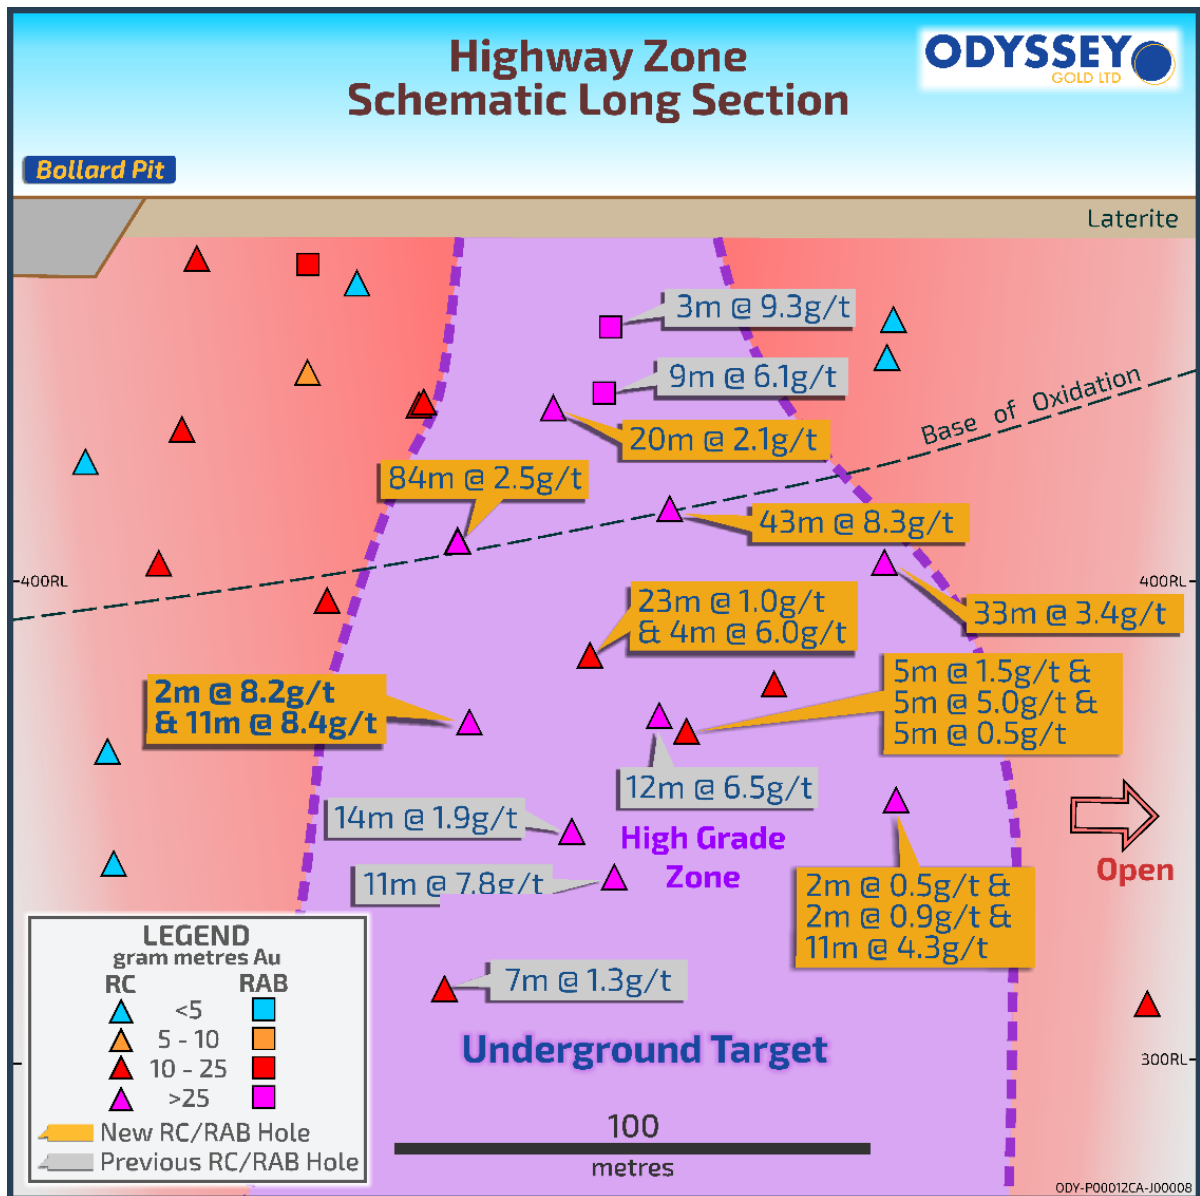 Highway Zone
Schematic Long Section
ODYSSEY
GOLD LTD
Bollard Pit
Laterite
3m @ 9.3g/t
9m @ 6.1g/t
20m @ 2.1g/t
Base of Oxidation
84m @ 2.5g/t
43m @ 8.3g/t
400RL
400RL
33m @ 3.4g/t
23m @ 1.0g/t
& 4m @ 6.0g/t
5m @ 1.5g/t &
5m @ 5.0g/t &
5m @ 0.5g/t
2m @ 8.2g/t
& 11m @ 8.4g/t
12m @ 6.5g/t
14m @ 1.9g/t
High Grade
Zone
Open
11m @ 7.8g/t
2m @ 0.5g/t &
2m @ 0.9g/t &
11m @ 4.3g/t
7m @ 1.3g/t
Underground Target
300RL
LEGEND
gram metres Au
RC RAB
<5
5 - 10
10 - 25
>25
New RC/RAB Hole
Previous RC/RAB Hole
100
metres
ODY-P00012CA-J00008